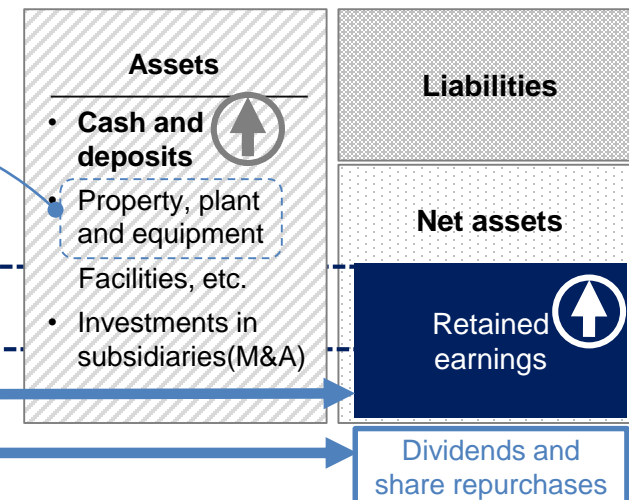 Assets
• Cash and
deposits
• Property, plant
and equipment
Facilities, etc.
• Investments in
subsidiaries(M&A)
Liabilities
Net assets
Retained
earnings
Dividends and
share repurchases